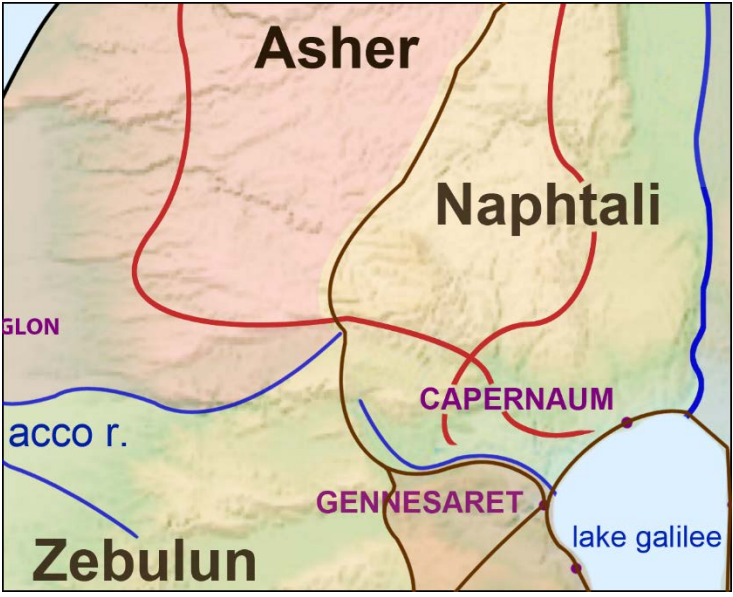 Asher
Naphtali
GLON
CAPERNAUM
acco r.
GENNESARET
lake galilee
Zebulun